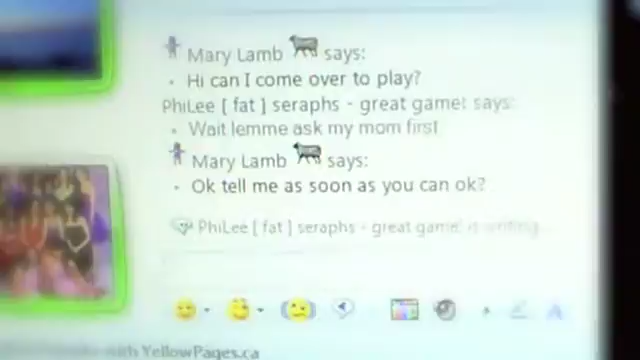 Mary Lamb says:
• Hi can I come over to play?
PhiLee [ fat ] seraphs - great game! says:
• Wait lemme ask my mom first
Mary Lamb says:
• Ok tell me as soon as you can ok?
PhiLee [ fat ] seraphs - great game! is writing...
A
with YellowPages.ca